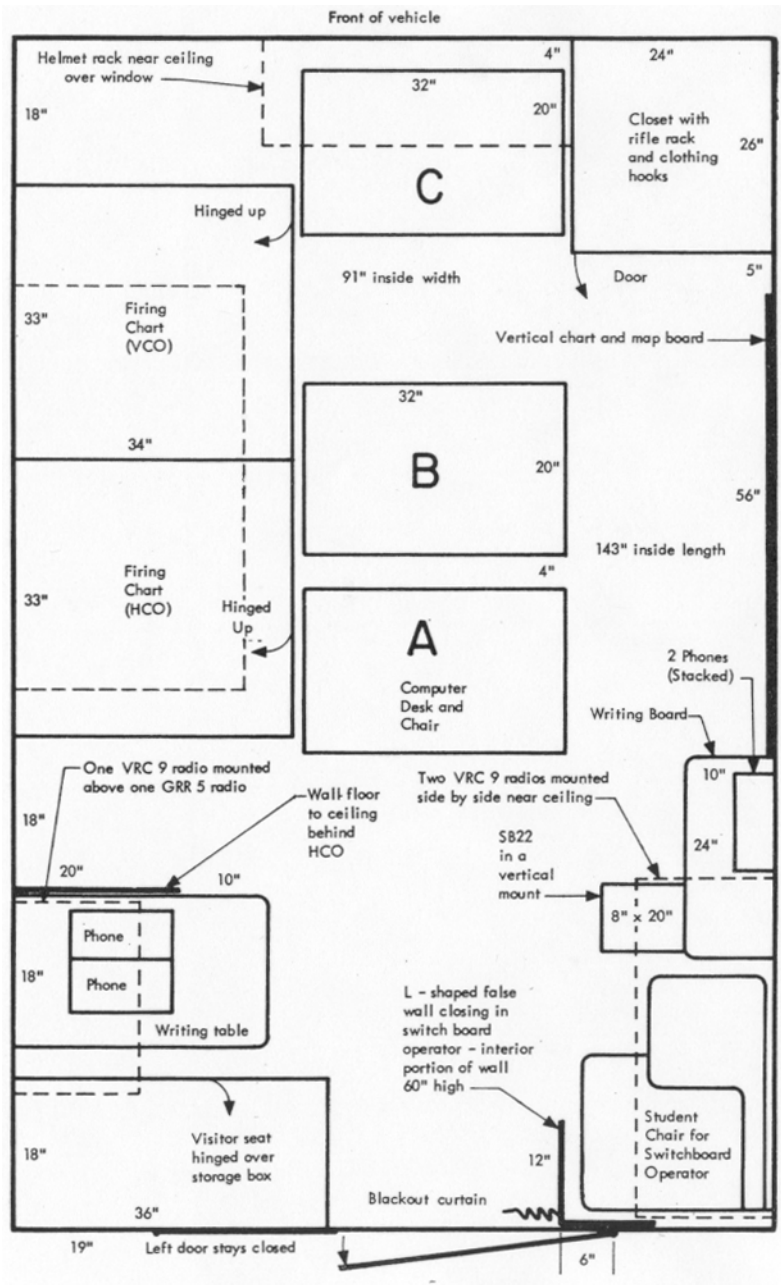 Front of vehicle
Helmet rack near ceiling
over window
4"
24"
32"
18"
20"
Closet with
rifle rack
and clothing
hooks
26"
C
Hinged up
91" inside width
Door
5"
33"
Firing
Chart
(VCO)
Vertical chart and map board
32"
34"
B
20"
56"
143" inside length
4"
33"
Firing
Chart
(HCO)
Hinged
Up
A
Computer
Desk and
Chair
2 Phones
(Stacked)
Writing Board
One VRC 9 radio mounted
above one GRR 5 radio
Wall floor
to ceiling
behind
HCO
Two VRC 9 radios mounted
side by side near ceiling
10"
18"
24"
SB22
in a
vertical
mount
20"
10"
8" x 20"
Phone
Phone
18"
Writing table
L - shaped false
wall closing in
switch board
operator - interior
portion of wall
60" high
Visitor seat
hinged over
storage box
18"
12"
Student
Chair for
Switchboard
Operator
36"
Blackout curtain
19"
Left door stays closed
6"